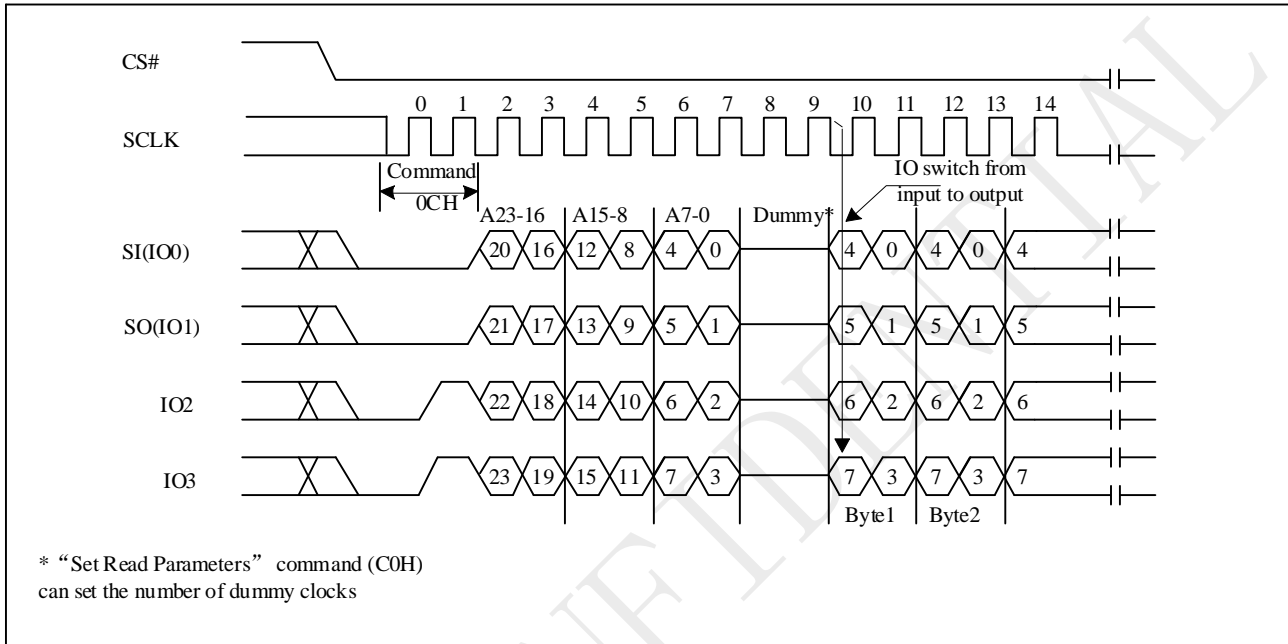 CS#
0 1 2 3 4 5 6 7 8 9 10 11 12 13 14
SCLK
Command
0CH
IO switch from
input to output
A23-16 A15-8 A7-0 Dummy*
SI(IO0) 20 16 12 8 4 0 4 0 4 0 4
SO(IO1) 21 17 13 9 5 1 5 1 5 1 5
IO2 22 18 14 10 6 2 6 2 6 2 6
IO3 23 19 15 11 7 3 7 3 7 3 7
Byte1 Byte2
* “Set Read Parameters” command (C0H)
can set the number of dummy clocks
NFIDENTIAL